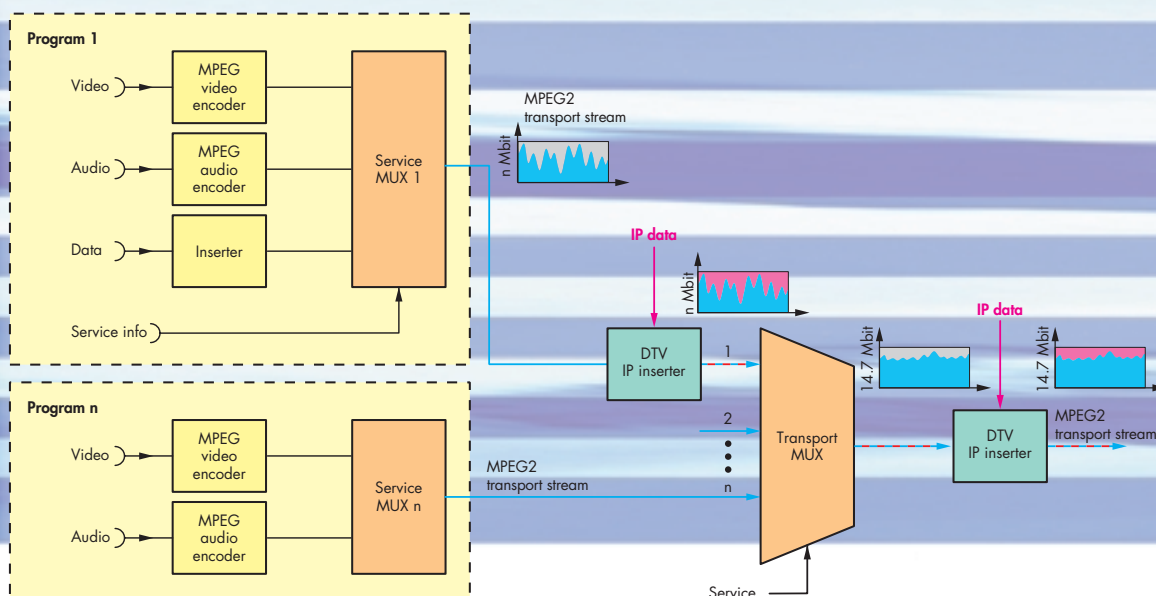 Program 1
Video
MPEG
video
encoder
Audio
MPEG
audio
encoder
Data
Inserter
Service info
Service
MUX 1
n Mbit
MPEG2
transport stream
IP data
n Mbit
DTV
IP inserter
1
2
n
Transport
MUX
Service
14.7 Mbit
IP data
14.7 Mbit
DTV
IP inserter
MPEG2
transport stream
Program n
Video
MPEG
video
encoder
Audio
MPEG
audio
encoder
Service
MUX n
MPEG2
transport stream